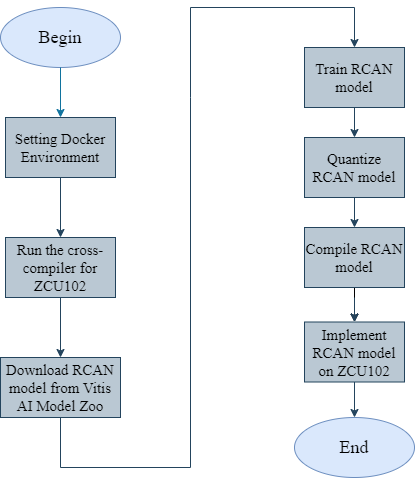 Begin
Setting Docker
Environment
Run the cross-
compiler for
ZCU102
Download RCAN
model from Vitis
AI Model Zoo
Train RCAN
model
Quantize
RCAN model
Compile RCAN
model
Implement
RCAN model
on ZCU102
End